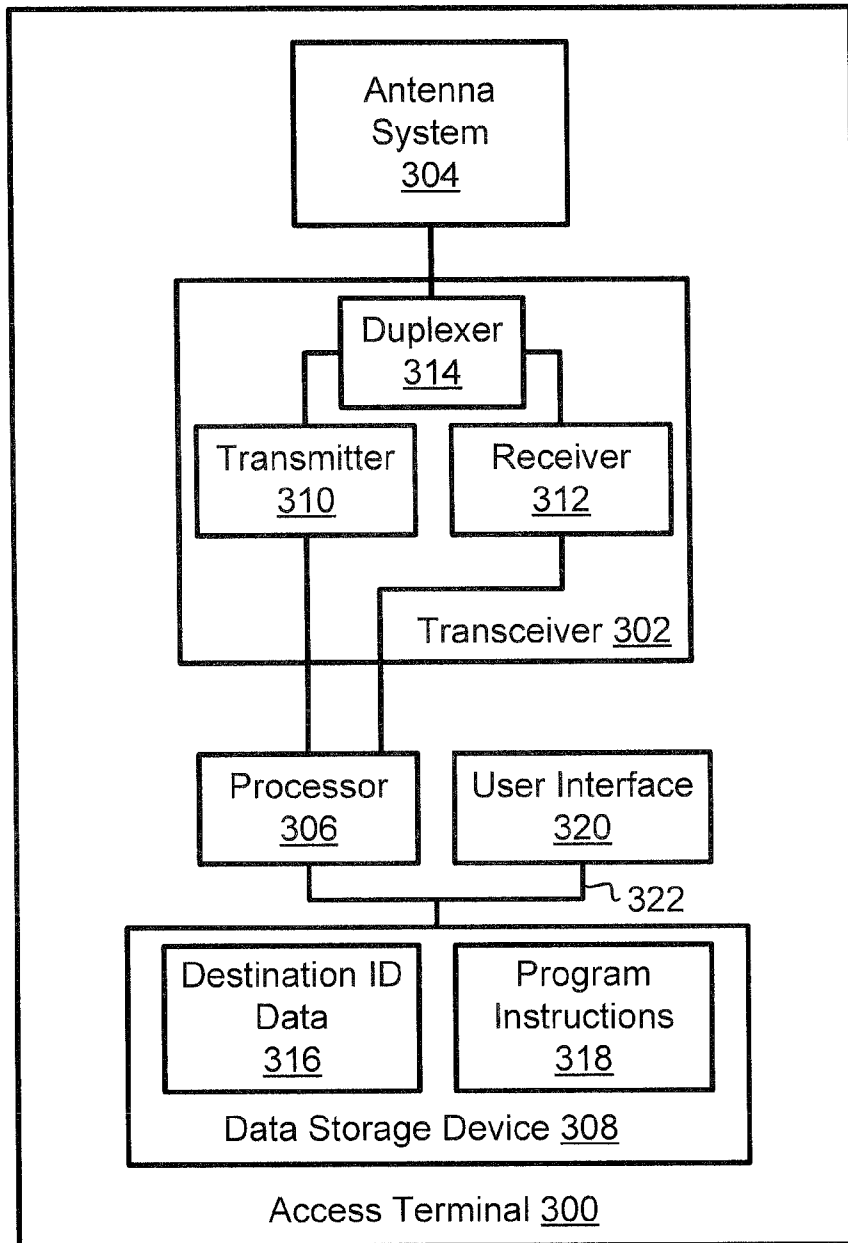 Antenna
System
304
Duplexer
314
Transmitter
310
Receiver
312
Transceiver 302
Processor
306
User Interface
320
322
Destination ID
Data
316
Program
Instructions
318
Data Storage Device 308
Access Terminal 300